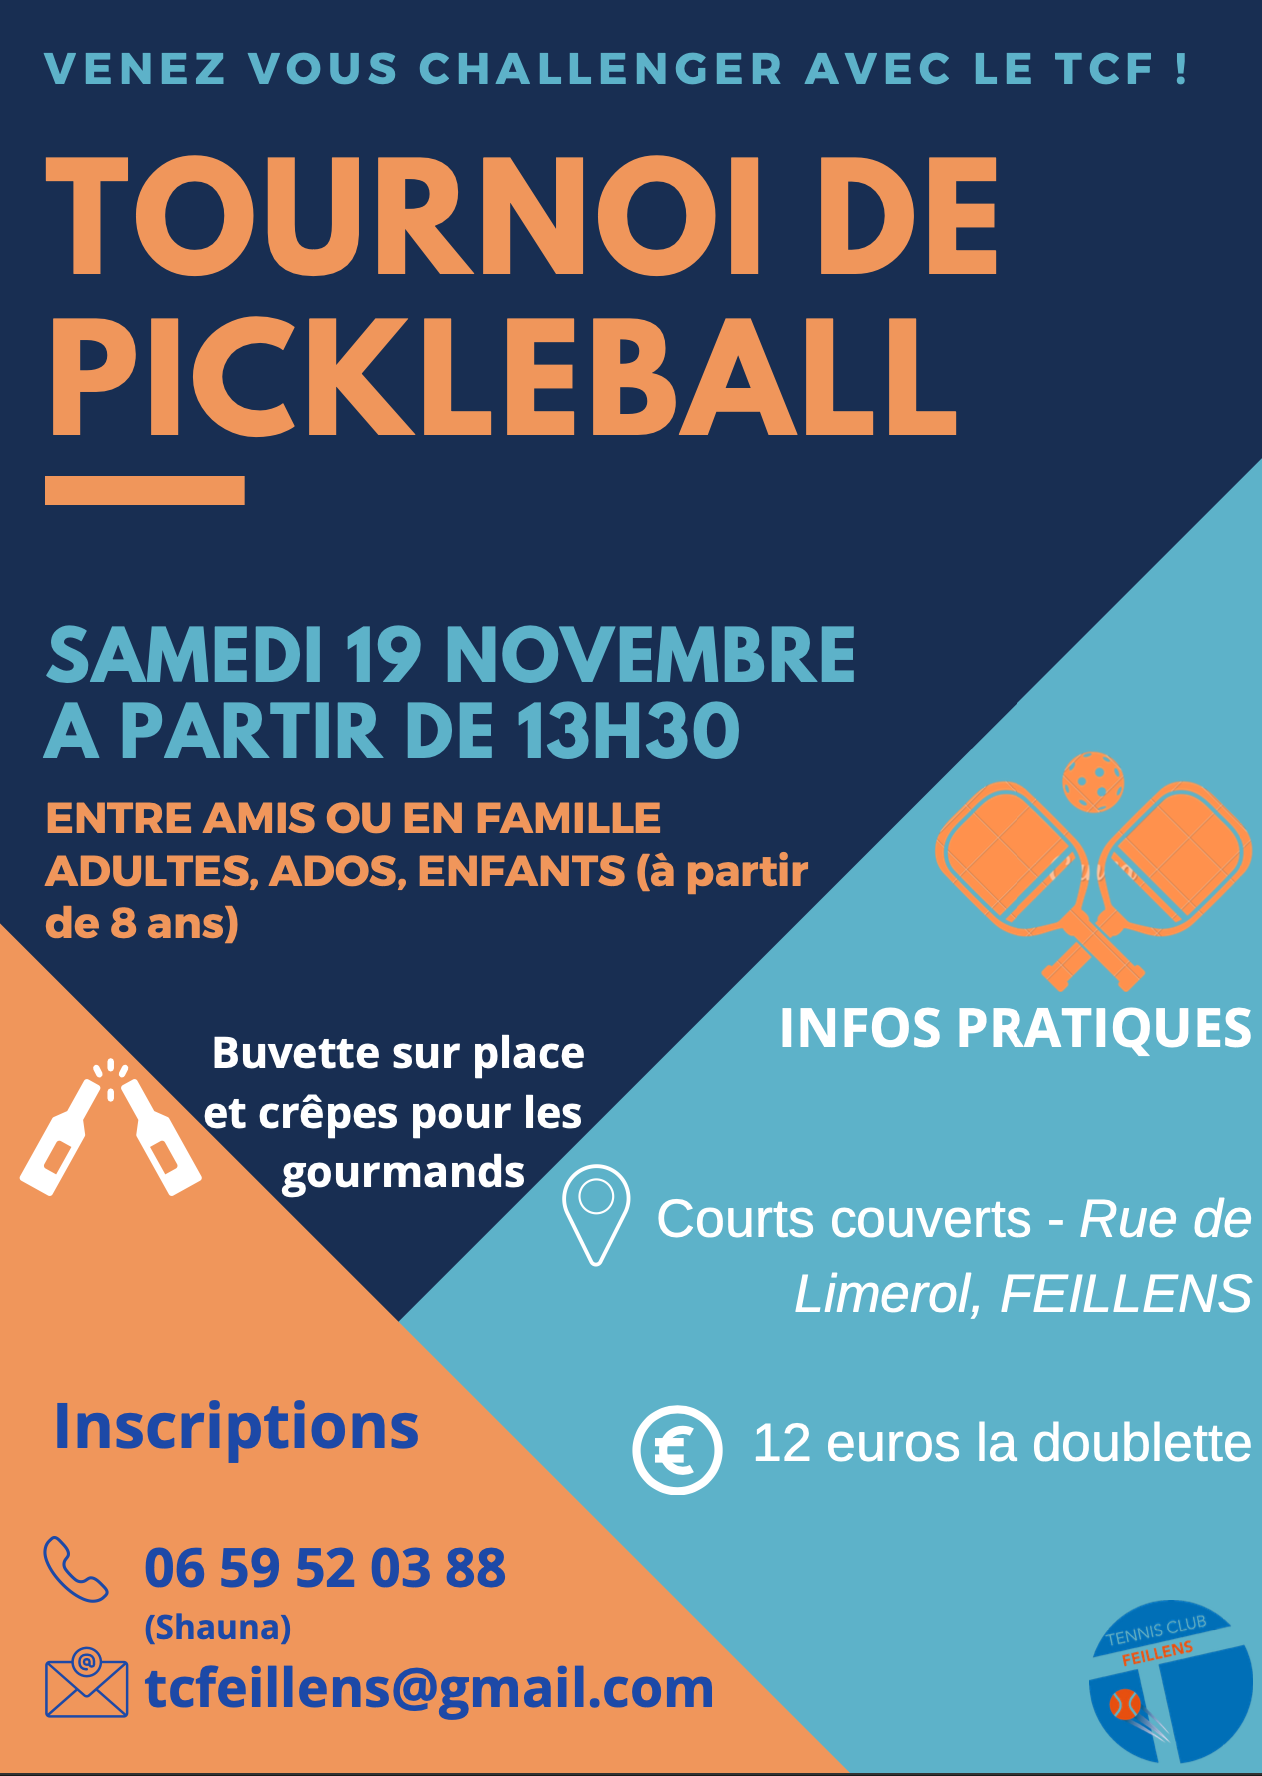 VENEZ VOUS CHALLENGER AVEC LE TCF !
TOURNOI DE
PICKLEBALL
SAMEDI 19 NOVEMBRE
A PARTIR DE 13H30
ENTRE AMIS OU EN FAMILLE
ADULTES, ADOS, ENFANTS (à partir
de 8 ans)
Buvette sur place
et crêpes pour les
gourmands
INFOS PRATIQUES
Courts couverts - Rue de
Limerol, FEILLENS
€ 12 euros la doublette
Inscriptions
06 59 52 03 88
(Shauna)
@
tcfeillens@gmail.com
TENNIS CLUB
FEILLENS